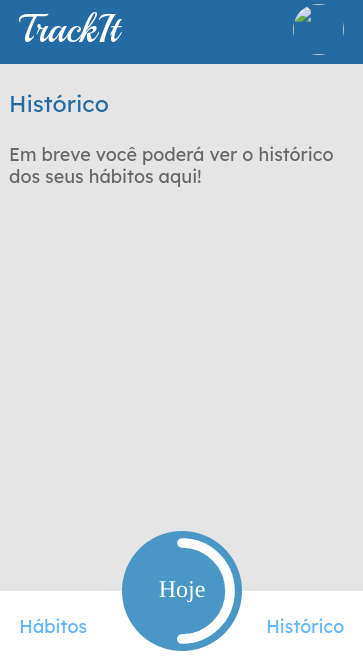 TrackIt
Histórico
Em breve você poderá ver o histórico
dos seus hábitos aqui!
Hoje
Hábitos
Histórico